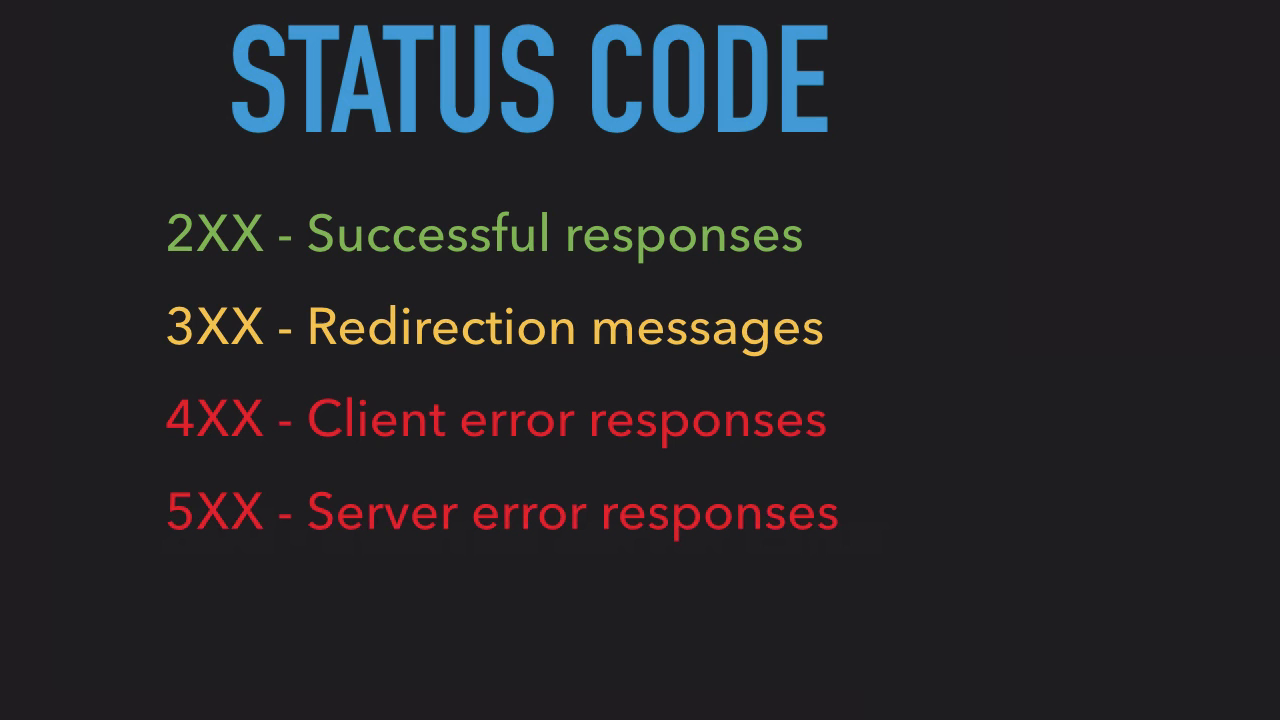 STATUS CODE
2XX - Successful responses
3XX - Redirection messages
4XX - Client error responses
5XX - Server error responses